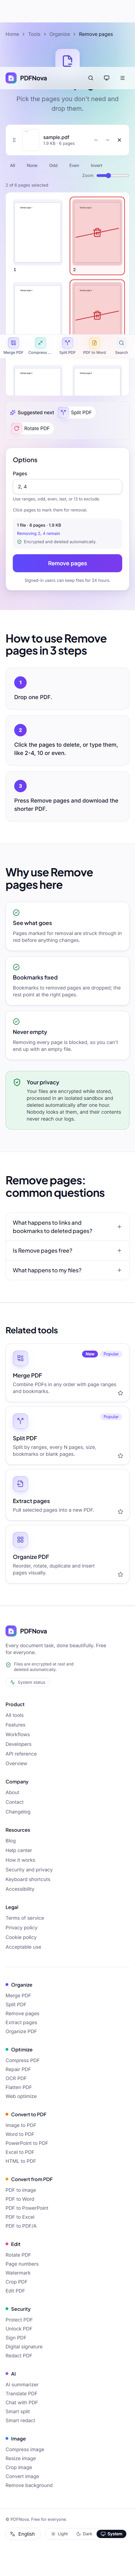 Home > Tools > Organize > Remove pages
PDFNova
Pick the pages you don't need and
drop them.
sample.pdf
1.9 KB · 6 pages
All
None
Odd
Even
Invert
Zoom
2 of 6 pages selected
1
2
Merge PDF
Compress ...
Split PDF
PDF to Word
Search
Suggested next
Split PDF
Rotate PDF
Options
Pages
2, 4
Use ranges, odd, even, last, or 13 to exclude.
Click pages to mark them for removal.
1 file · 6 pages · 1.9 KB
Removing 2, 4 remain
Encrypted and deleted automatically
Remove pages
Signed-in users can keep files for 24 hours.
How to use Remove
pages in 3 steps
1
Drop one PDF.
2
Click the pages to delete, or type them,
like 2-4, 10 or even.
3
Press Remove pages and download the
shorter PDF.
Why use Remove
pages here
See what goes
Pages marked for removal are struck through in
red before anything changes.
Bookmarks fixed
Bookmarks to removed pages are dropped; the
rest point at the right pages.
Never empty
Removing every page is blocked, so you can't
end up with an empty file.
Your privacy
Your files are encrypted while stored,
processed in an isolated sandbox and
deleted automatically after one hour.
Nobody looks at them, and their contents
never reach our logs.
Remove pages:
common questions
What happens to links and
bookmarks to deleted pages?
Is Remove pages free?
What happens to my files?
Related tools
New
Popular
Merge PDF
Combine PDFs in any order with page ranges
and bookmarks.
Popular
Split PDF
Split by ranges, every N pages, size,
bookmarks or blank pages.
Extract pages
Pull selected pages into a new PDF.
Organize PDF
Reorder, rotate, duplicate and insert
pages visually.
PDFNova
Every document task, done beautifully. Free
for everyone.
Files are encrypted at rest and
deleted automatically.
System status
Product
All tools
Features
Workflows
Developers
API reference
Overview
Company
About
Contact
Changelog
Resources
Blog
Help center
How it works
Security and privacy
Keyboard shortcuts
Accessibility
Legal
Terms of service
Privacy policy
Cookie policy
Acceptable use
Organize
Merge PDF
Split PDF
Remove pages
Extract pages
Organize PDF
Optimize
Compress PDF
Repair PDF
OCR PDF
Flatten PDF
Web optimize
Convert to PDF
Image to PDF
Word to PDF
PowerPoint to PDF
Excel to PDF
HTML to PDF
Convert from PDF
PDF to image
PDF to Word
PDF to PowerPoint
PDF to Excel
PDF to PDF/A
Edit
Rotate PDF
Page numbers
Watermark
Crop PDF
Edit PDF
Security
Protect PDF
Unlock PDF
Sign PDF
Digital signature
Redact PDF
AI
AI summarizer
Translate PDF
Chat with PDF
Smart split
Smart redact
Image
Compress image
Resize image
Crop image
Convert image
Remove background
© PDFNova. Free for everyone.
English
Light
Dark
System